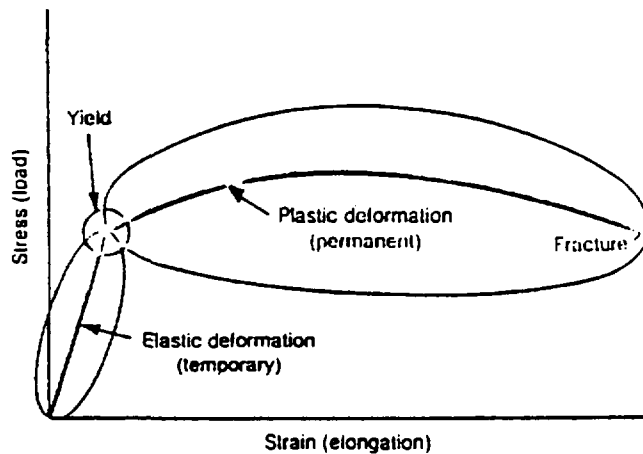 Yield
Stress (load)
Plastic deformation
(permanent)
Fracture
Elastic deformation
(temporary)
Strain (elongation)